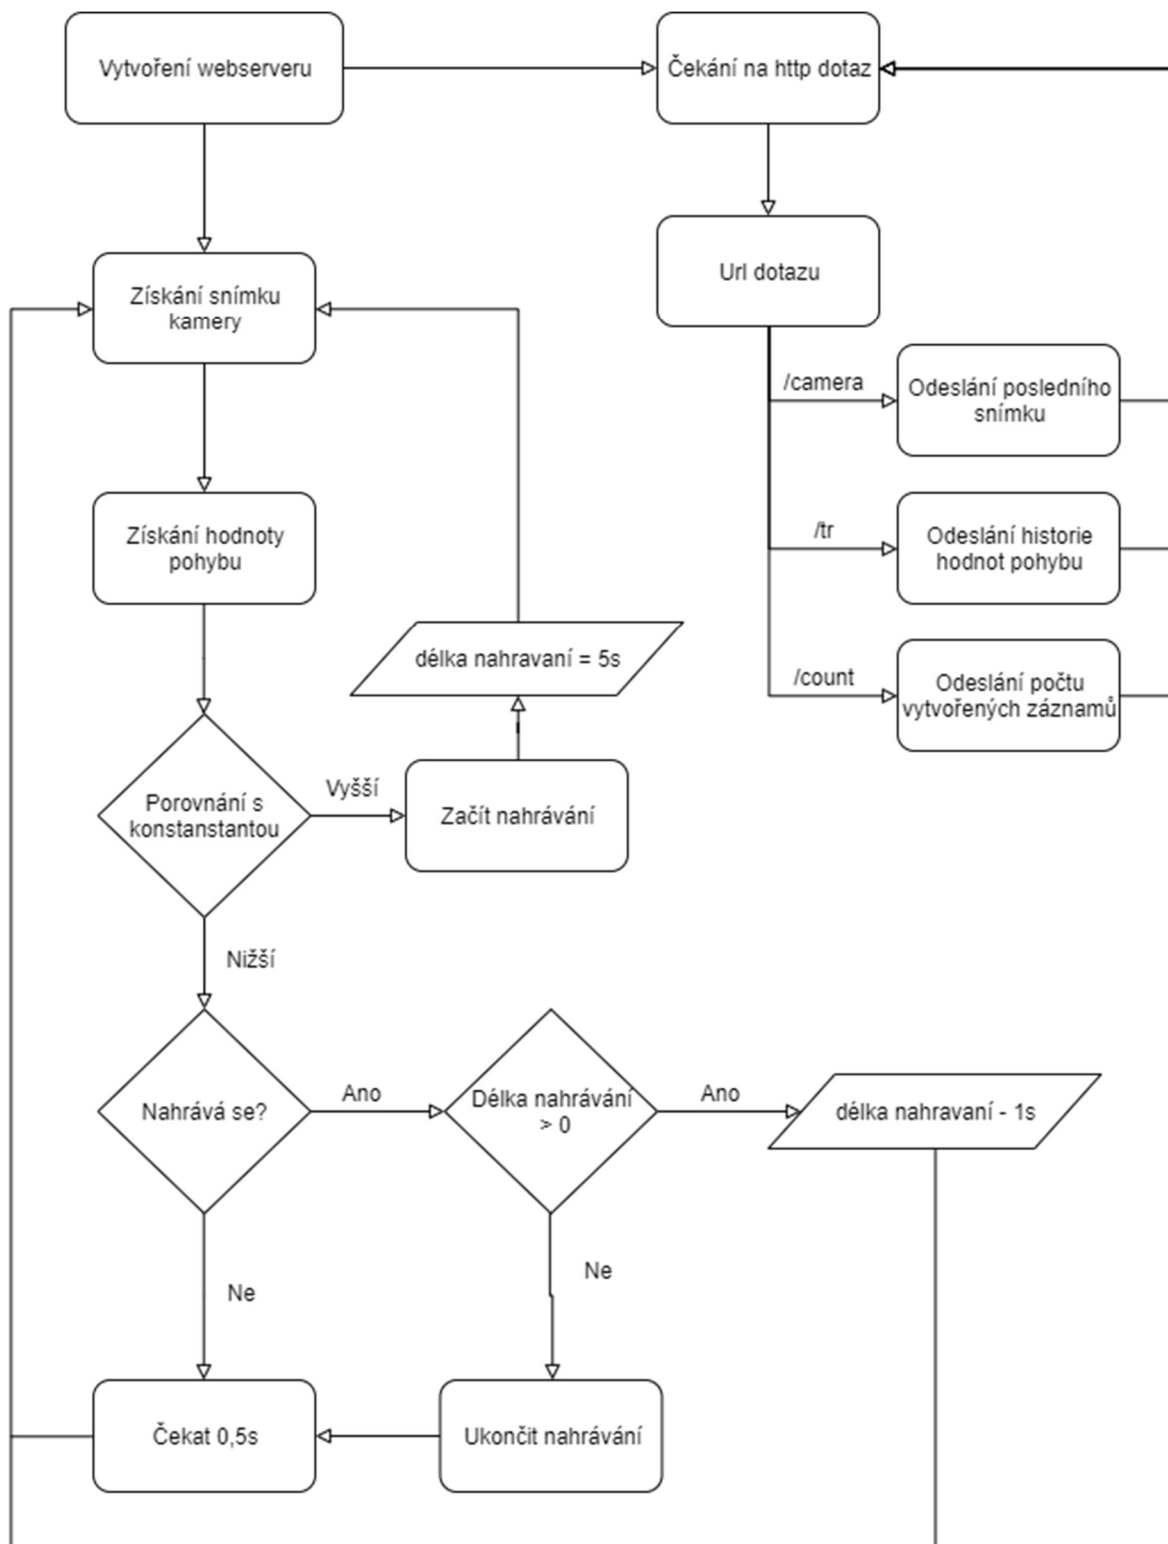 Vytvoření webserveru
Čekání na http dotaz
Získání snímku
kamery
Url dotazu
/camera
Odeslání posledního
snímku
Získání hodnoty
pohybu
/tr
Odeslání historie
hodnot pohybu
délka nahravaní = 5s
/count
Odeslání počtu
vytvořených záznamů
Porovnání s
konstanstantou
Vyšší
Začít nahrávání
Nižší
Nahrává se?
Ano
Délka nahrávání
> 0
Ano
délka nahravaní - 1s
Ne
Ne
Čekat 0,5s
Ukončit nahrávání